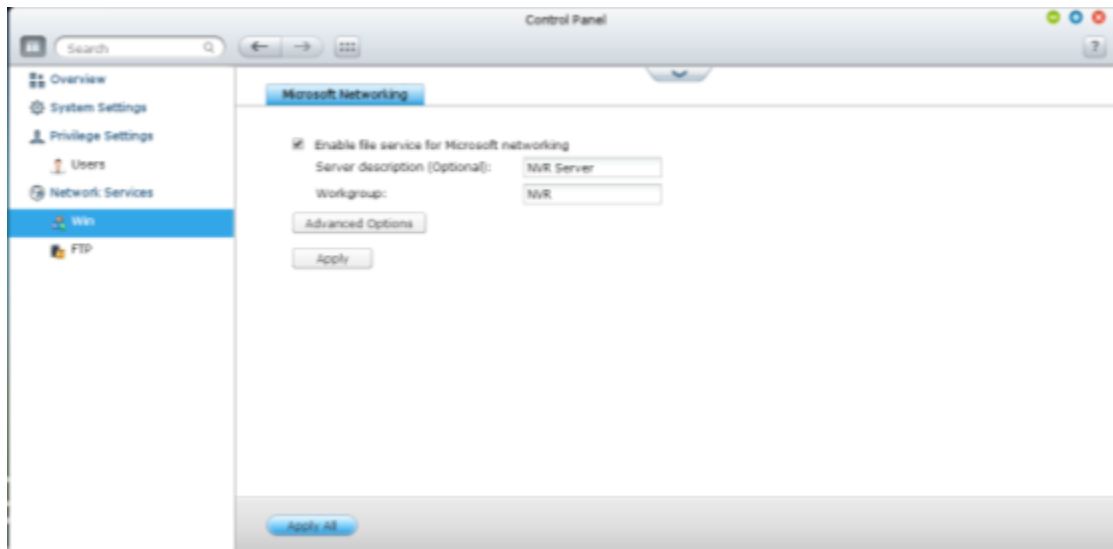 Control Panel
Search
?
Overview
System Settings
Privilege Settings
Users
Network Services
Win
FTP
Microsoft Networking
Enable file service for Microsoft networking
Server description (Optional): NVR Server
Workgroup: NVR
Advanced Options
Apply
Apply All